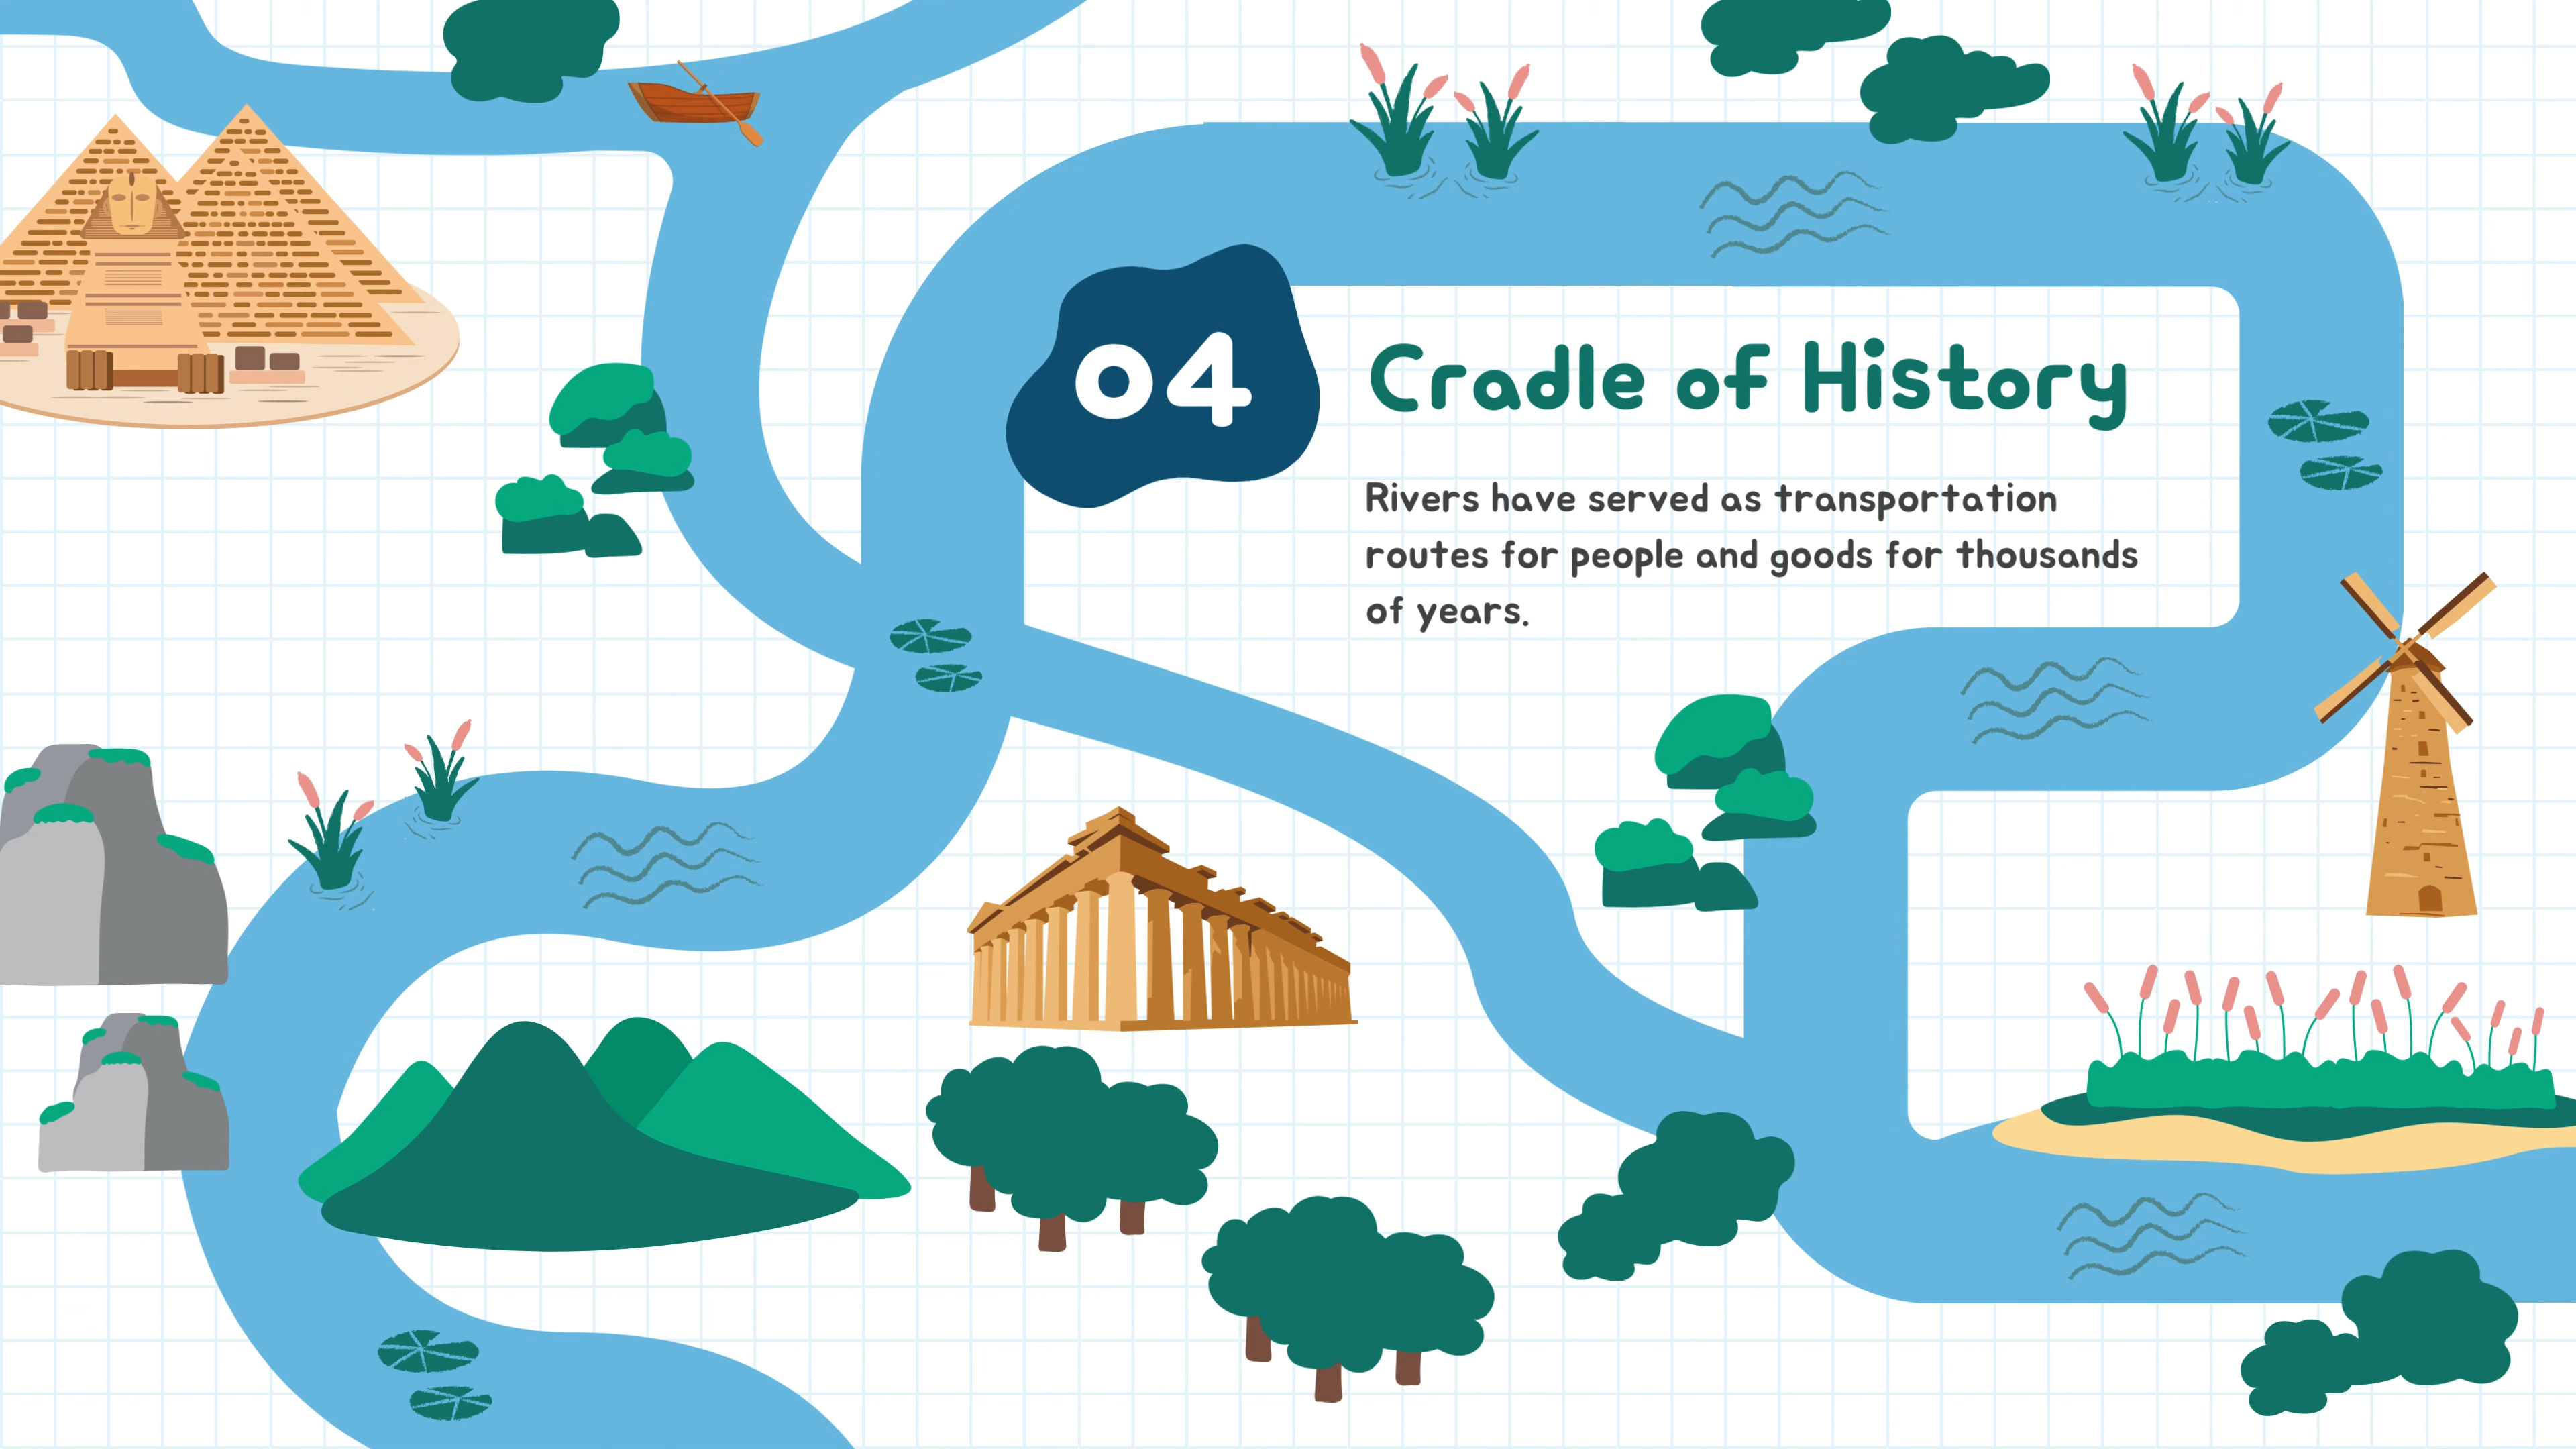 04
Cradle of History
Rivers have served as transportation
routes for people and goods for thousands
of years.